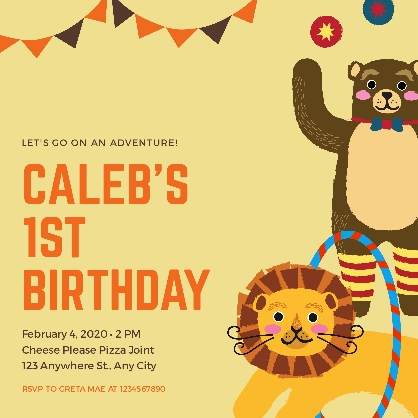 LET'S GO ON AN ADVENTURE!
CALEB'S
1ST
BIRTHDAY
February 4, 2020 • 2 PM
Cheese Please Pizza Joint
123 Anywhere St., Any City
RSVP TO GRETA MAE AT 1234567890